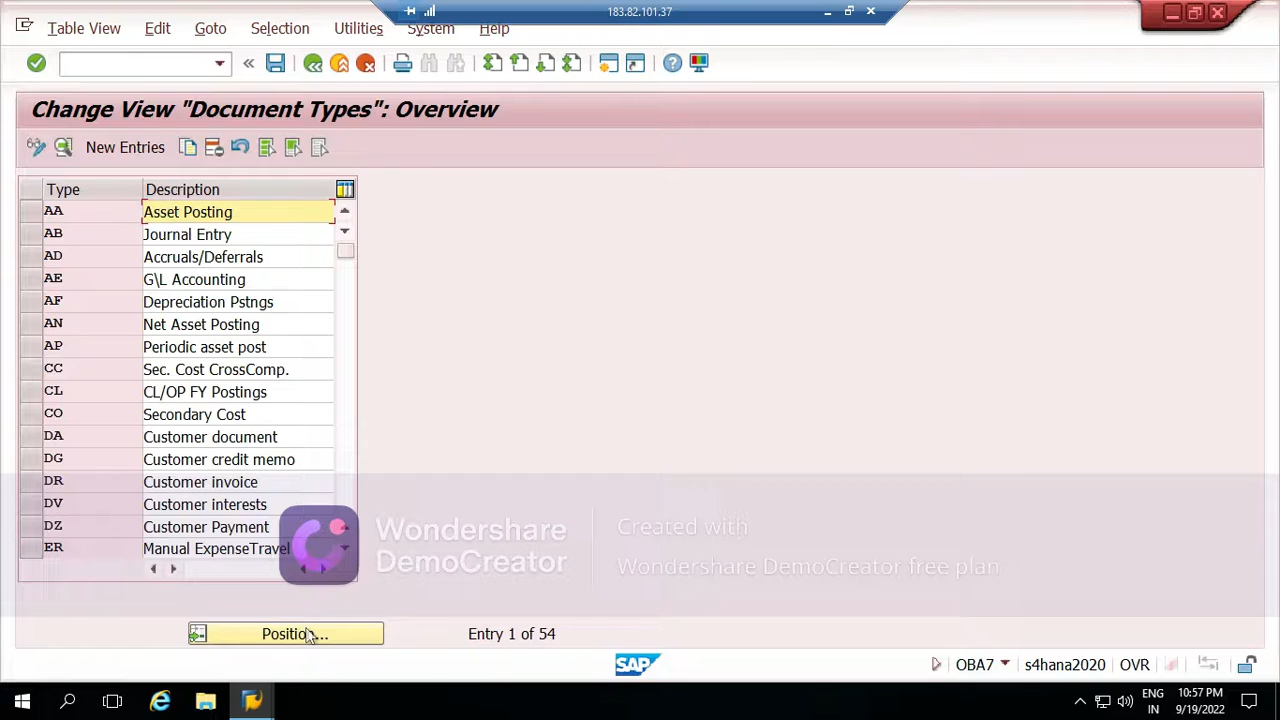 183.82.101.37
Table View Edit Goto Selection Utilities System Help
Change View "Document Types": Overview
New Entries
Type Description
AA Asset Posting
AB Journal Entry
AD Accruals/Deferrals
AE G\L Accounting
AF Depreciation Pstngs
AN Net Asset Posting
AP Periodic asset post
CC Sec. Cost CrossComp.
CL CL/OP FY Postings
CO Secondary Cost
DA Customer document
DG Customer credit memo
DR Customer invoice
DV Customer interests
DZ Customer Payment
ER Manual ExpenseTravel
Wondershare
DemoCreator
Created with
Wondershare DemoCreator free plan
Position... Entry 1 of 54
SAP OBA7 s4hana2020 OVR
ENG 10:57 PM
IN 9/19/2022